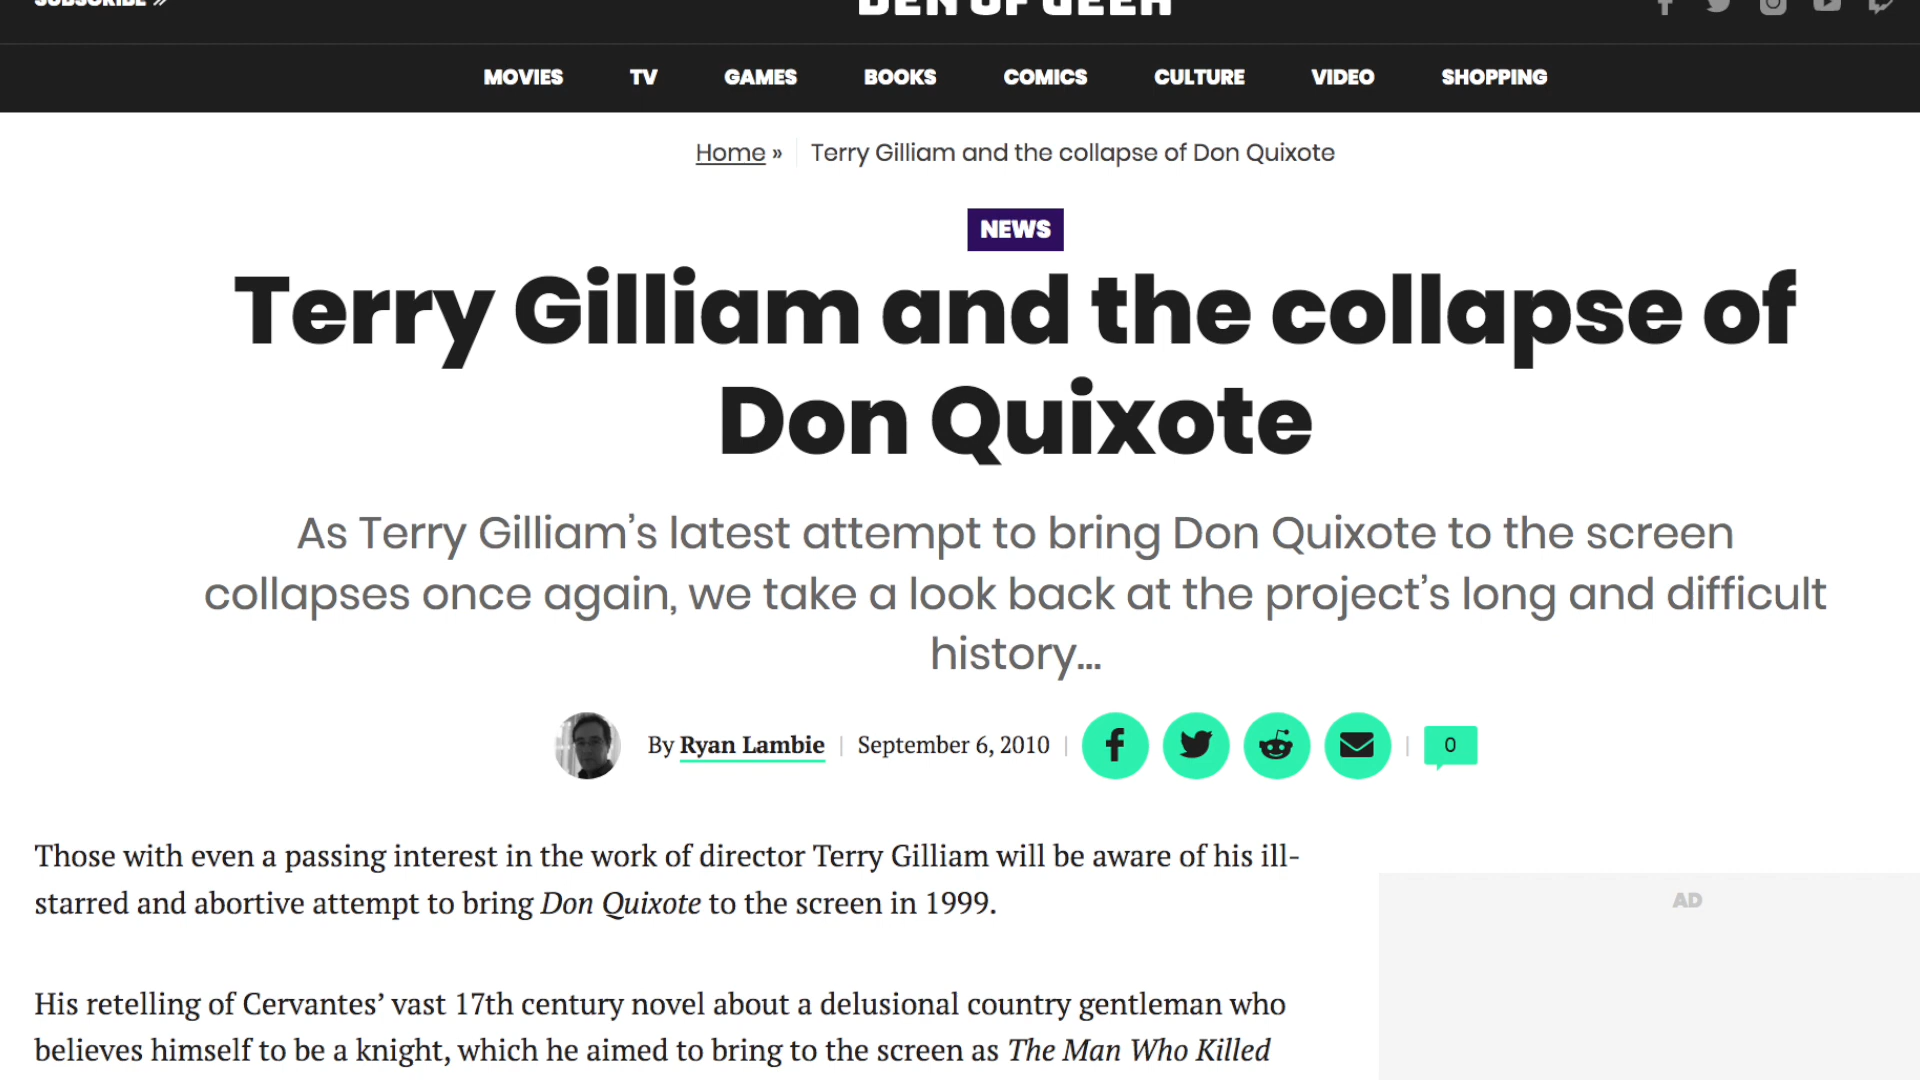 SUBSCRIBE »
DEN OF GEEK
MOVIES TV GAMES BOOKS COMICS CULTURE VIDEO SHOPPING
Home » Terry Gilliam and the collapse of Don Quixote
NEWS
Terry Gilliam and the collapse of
Don Quixote
As Terry Gilliam’s latest attempt to bring Don Quixote to the screen
collapses once again, we take a look back at the project’s long and difficult
history…
By Ryan Lambie | September 6, 2010 | 0
Those with even a passing interest in the work of director Terry Gilliam will be aware of his ill-
starred and abortive attempt to bring Don Quixote to the screen in 1999.
AD
His retelling of Cervantes’ vast 17th century novel about a delusional country gentleman who
believes himself to be a knight, which he aimed to bring to the screen as The Man Who Killed